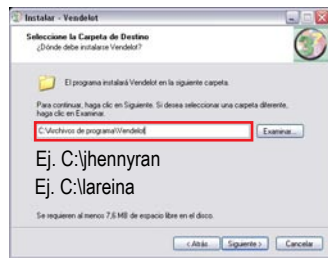 Instalar - Vendelot
Seleccione la Carpeta de Destino
¿Dónde debe instalarse Vendelot?
El programa instalará Vendelot en la siguiente carpeta.
Para continuar, haga clic en Siguiente. Si desea seleccionar una carpeta diferente,
haga clic en Examinar.
C:\Archivos de programa\Vendelot
Examinar...
Ej. C:\jhennyran
Ej. C:\lareina
Se requieren al menos 7,6 MB de espacio libre en el disco.
< Atrás Siguiente > Cancelar